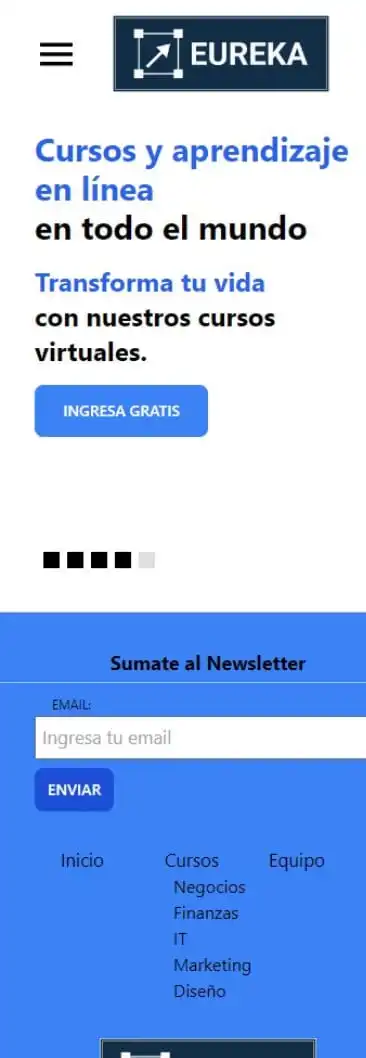 EUREKA
Cursos y aprendizaje
en línea
en todo el mundo
Transforma tu vida
con nuestros cursos
virtuales.
INGRESA GRATIS
Sumate al Newsletter
EMAIL:
Ingresa tu email
ENVIAR
Inicio Cursos Equipo
Negocios
Finanzas
IT
Marketing
Diseño